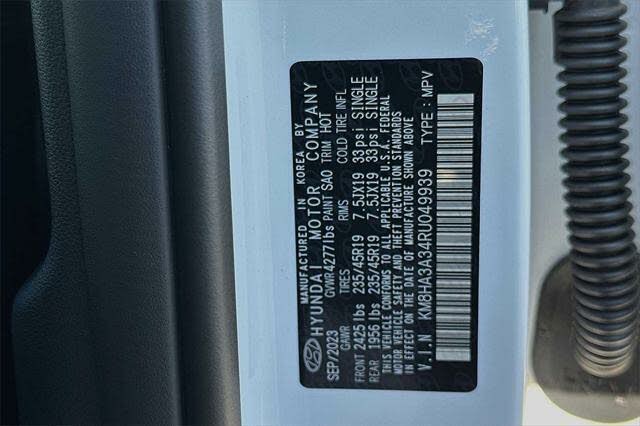 MANUFACTURED IN KOREA BY
HYUNDAI MOTOR COMPANY
SEP/2023 GVWR 4277lbs PAINT SAO TRIM HOT
GAWR TIRES RIMS COLD TIRE INFL
FRONT 2425 lbs 235/45R19 7.5JX19 33psi SINGLE
REAR 1956 lbs 235/45R19 7.5JX19 33psi SINGLE
THIS VEHICLE CONFORMS TO ALL APPLICABLE U.S.A. FEDERAL
MOTOR VEHICLE SAFETY AND THEFT PREVENTION STANDARDS
IN EFFECT ON THE DATE OF MANUFACTURE SHOWN ABOVE
V.I.N : KM8HA3A34RU049939 TYPE : MPV